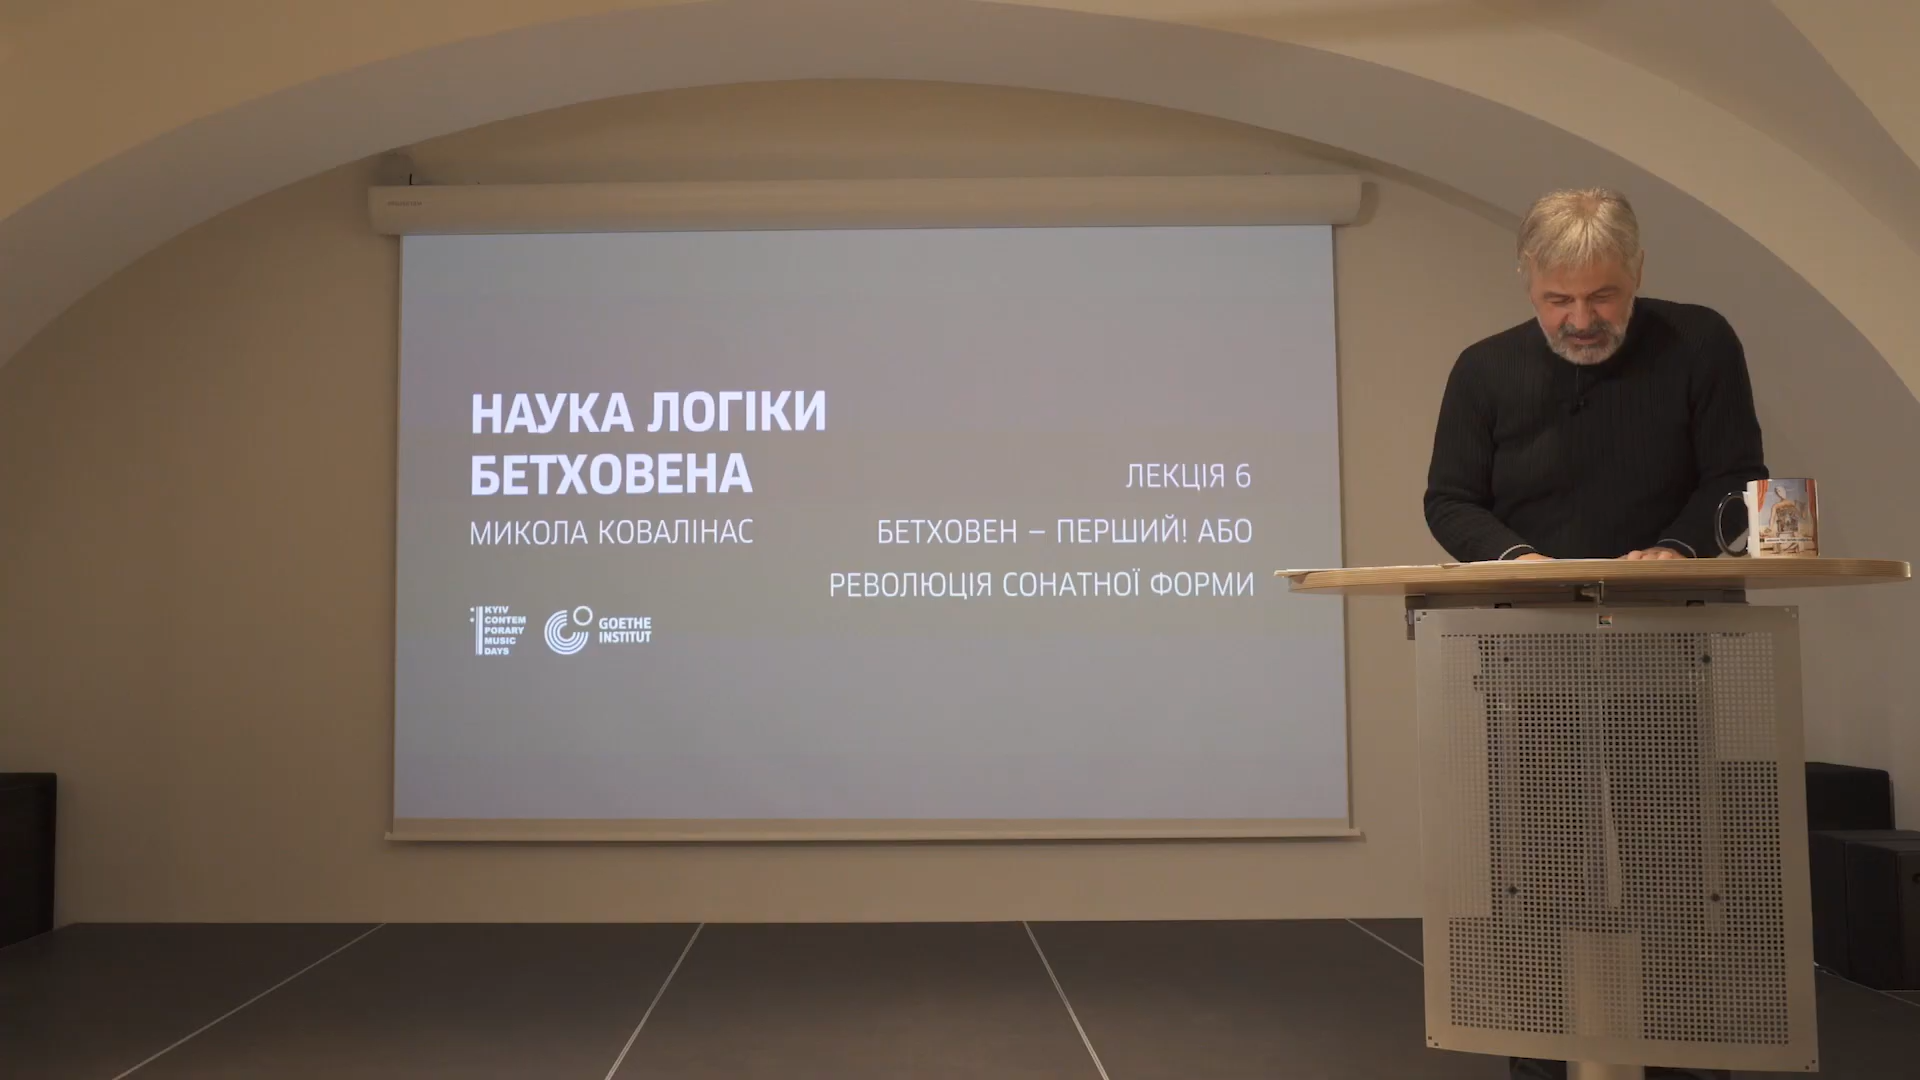 НАУКА ЛОГІКИ
БЕТХОВЕНА
МИКОЛА КОВАЛІНАС
ЛЕКЦІЯ 6
БЕТХОВЕН – ПЕРШИЙ! АБО
РЕВОЛЮЦІЯ СОНАТНОЇ ФОРМИ
KYIV
CONTEM
PORARY
MUSIC
DAYS
GOETHE
INSTITUT